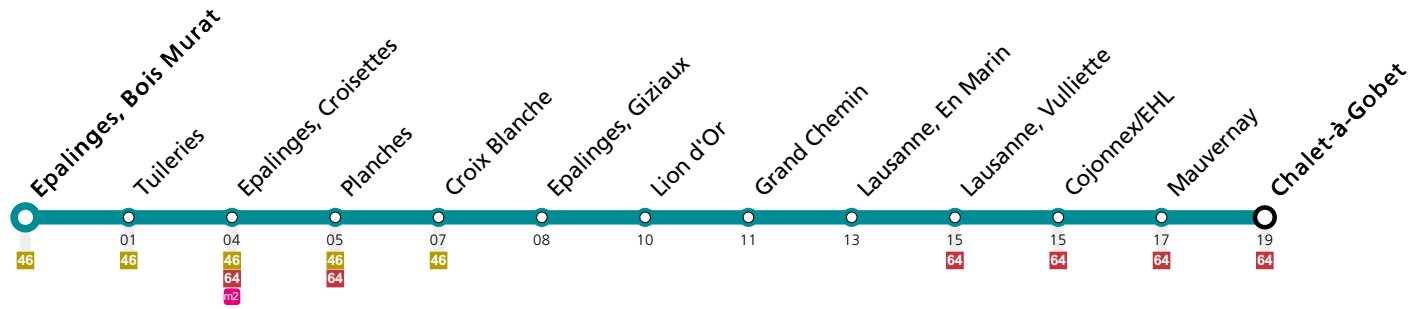 Epalinges, Bois Murat
Tuileries
Epalinges, Croisettes
Planches
Croix Blanche
Epalinges, Giziaux
Lion d'Or
Grand Chemin
Lausanne, En Marin
Lausanne, Vulliette
Cojonnex/EHL
Mauvernay
Chalet-à-Gobet
01 04 05 07 08 10 11 13 15 15 17 19
46 46 46 46 46 64 64 64 64
64 64
m2